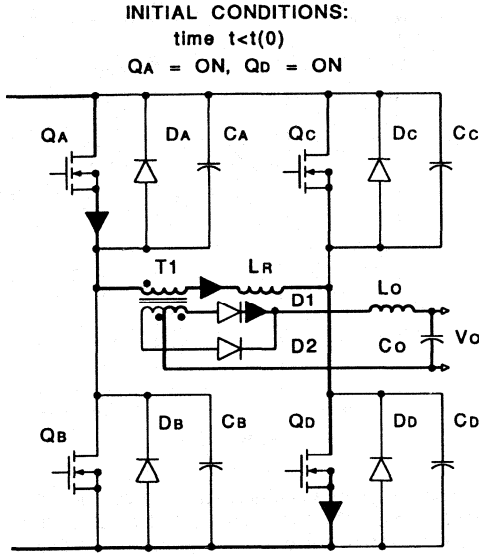 INITIAL CONDITIONS:
time t<t(0)
QA = ON, QD = ON
QA DA CA QC DC CC
T1 LR
D1 LO
D2 CO VO
QB DB CB QD DD CD